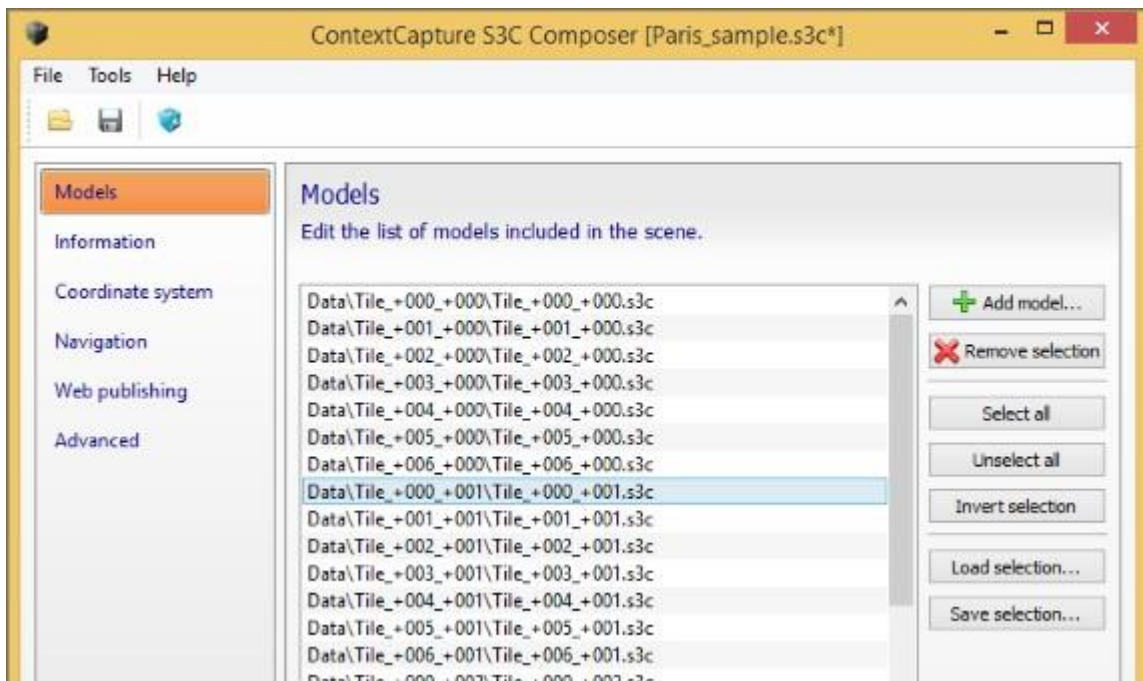 ContextCapture S3C Composer [Paris_sample.s3c*]
File Tools Help
Models
Information
Coordinate system
Navigation
Web publishing
Advanced
Models
Edit the list of models included in the scene.
Data\Tile_+000_+000\Tile_+000_+000.s3c
Data\Tile_+001_+000\Tile_+001_+000.s3c
Data\Tile_+002_+000\Tile_+002_+000.s3c
Data\Tile_+003_+000\Tile_+003_+000.s3c
Data\Tile_+004_+000\Tile_+004_+000.s3c
Data\Tile_+005_+000\Tile_+005_+000.s3c
Data\Tile_+006_+000\Tile_+006_+000.s3c
Data\Tile_+000_+001\Tile_+000_+001.s3c
Data\Tile_+001_+001\Tile_+001_+001.s3c
Data\Tile_+002_+001\Tile_+002_+001.s3c
Data\Tile_+003_+001\Tile_+003_+001.s3c
Data\Tile_+004_+001\Tile_+004_+001.s3c
Data\Tile_+005_+001\Tile_+005_+001.s3c
Data\Tile_+006_+001\Tile_+006_+001.s3c
Add model...
Remove selection
Select all
Unselect all
Invert selection
Load selection...
Save selection...